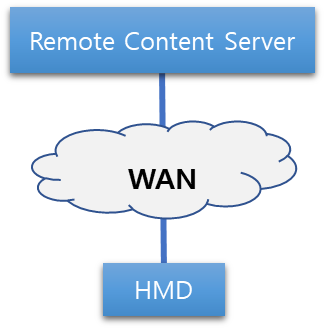 Remote Content Server
WAN
HMD